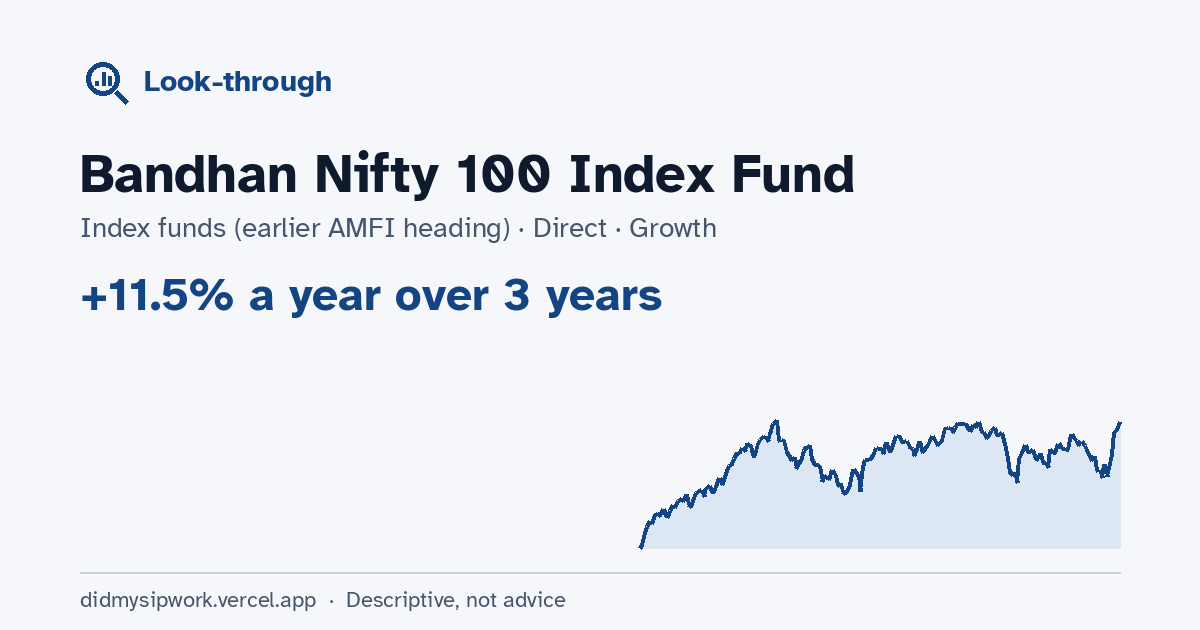 Look-through
Bandhan Nifty 100 Index Fund
Index funds (earlier AMFI heading) · Direct · Growth
+11.5% a year over 3 years
didmysipwork.vercel.app · Descriptive, not advice